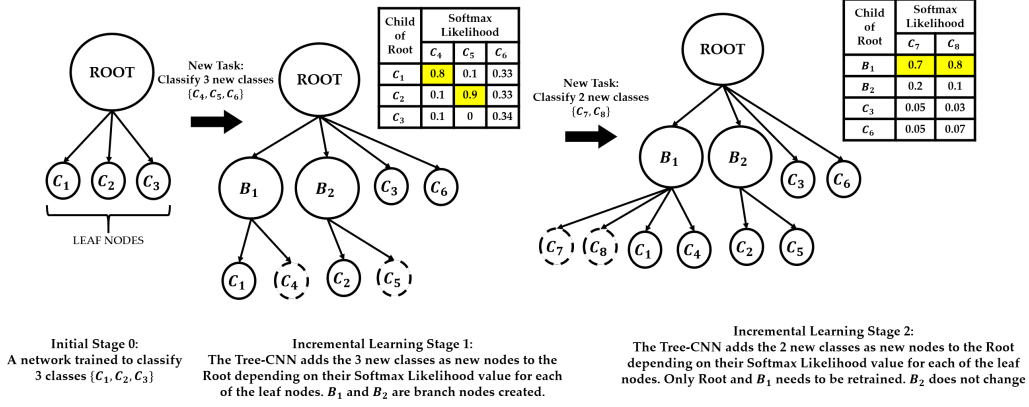 ROOT
C₁ C₂ C₃
LEAF NODES
New Task:
Classify 3 new classes
{C₄, C₅, C₆}
ROOT
B₁ B₂ C₃ C₆
C₁ C₄ C₂ C₅
Child of Root
Softmax Likelihood
C₄ C₅ C₆
C₁ 0.8 0.1 0.33
C₂ 0.1 0.9 0.33
C₃ 0.1 0 0.34
New Task:
Classify 2 new classes
{C₇, C₈}
ROOT
B₁ B₂ C₃ C₆
C₇ C₈ C₁ C₄ C₂ C₅
Child of Root
Softmax Likelihood
C₇ C₈
B₁ 0.7 0.8
B₂ 0.2 0.1
C₃ 0.05 0.03
C₆ 0.05 0.07
Initial Stage 0:
A network trained to classify
3 classes {C₁, C₂, C₃}
Incremental Learning Stage 1:
The Tree-CNN adds the 3 new classes as new nodes to the
Root depending on their Softmax Likelihood value for each
of the leaf nodes. B₁ and B₂ are branch nodes created.
Incremental Learning Stage 2:
The Tree-CNN adds the 2 new classes as new nodes to the Root
depending on their Softmax Likelihood value for each of the leaf
nodes. Only Root and B₁ needs to be retrained. B₂ does not change